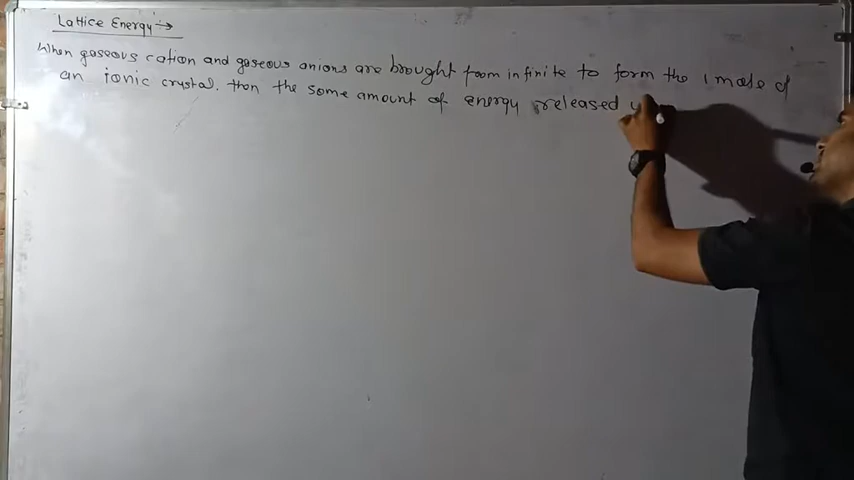 Lattice Energy →
When gaseous cation and gaseous anions are brought from infinite to form the 1 mole of
an ionic crystal. then the some amount of energy released